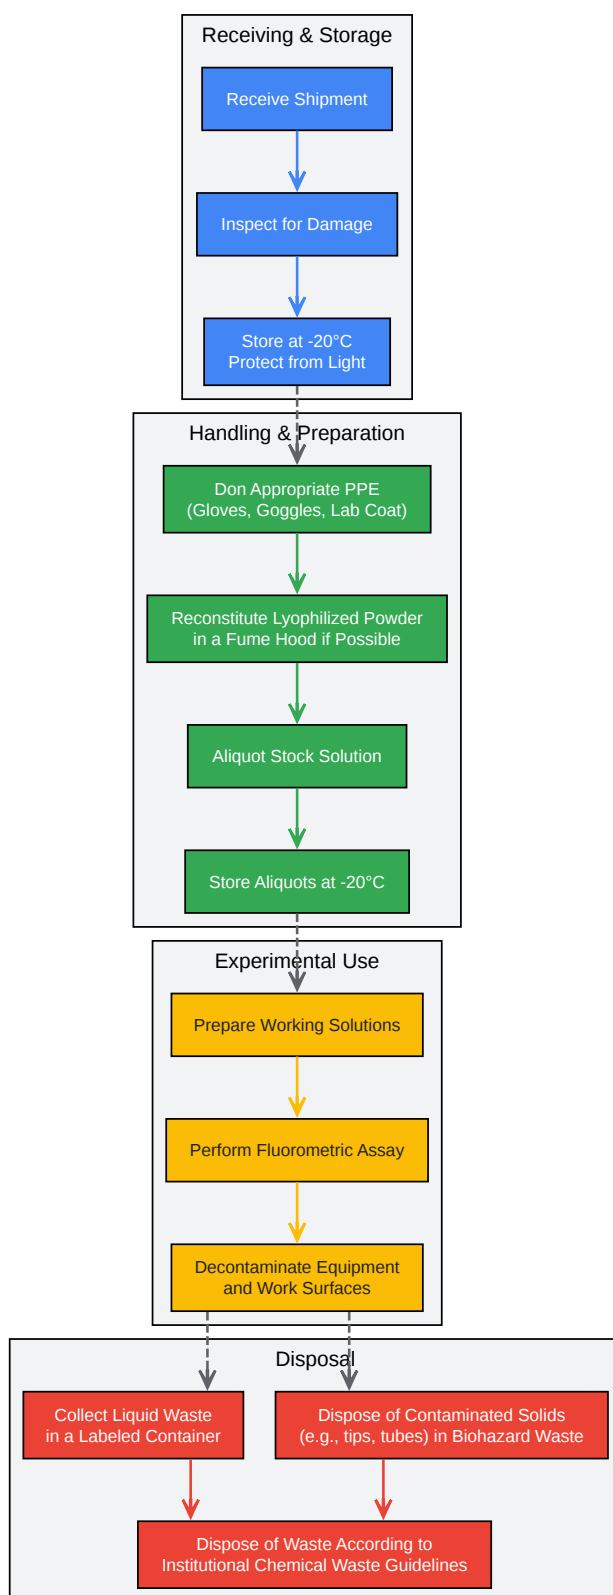 Receiving & Storage
Receive Shipment
Inspect for Damage
Store at -20°C
Protect from Light
Handling & Preparation
Don Appropriate PPE
(Gloves, Goggles, Lab Coat)
Reconstitute Lyophilized Powder
in a Fume Hood if Possible
Aliquot Stock Solution
Store Aliquots at -20°C
Experimental Use
Prepare Working Solutions
Perform Fluorometric Assay
Decontaminate Equipment
and Work Surfaces
Disposal
Collect Liquid Waste
in a Labeled Container
Dispose of Contaminated Solids
(e.g., tips, tubes) in Biohazard Waste
Dispose of Waste According to
Institutional Chemical Waste Guidelines